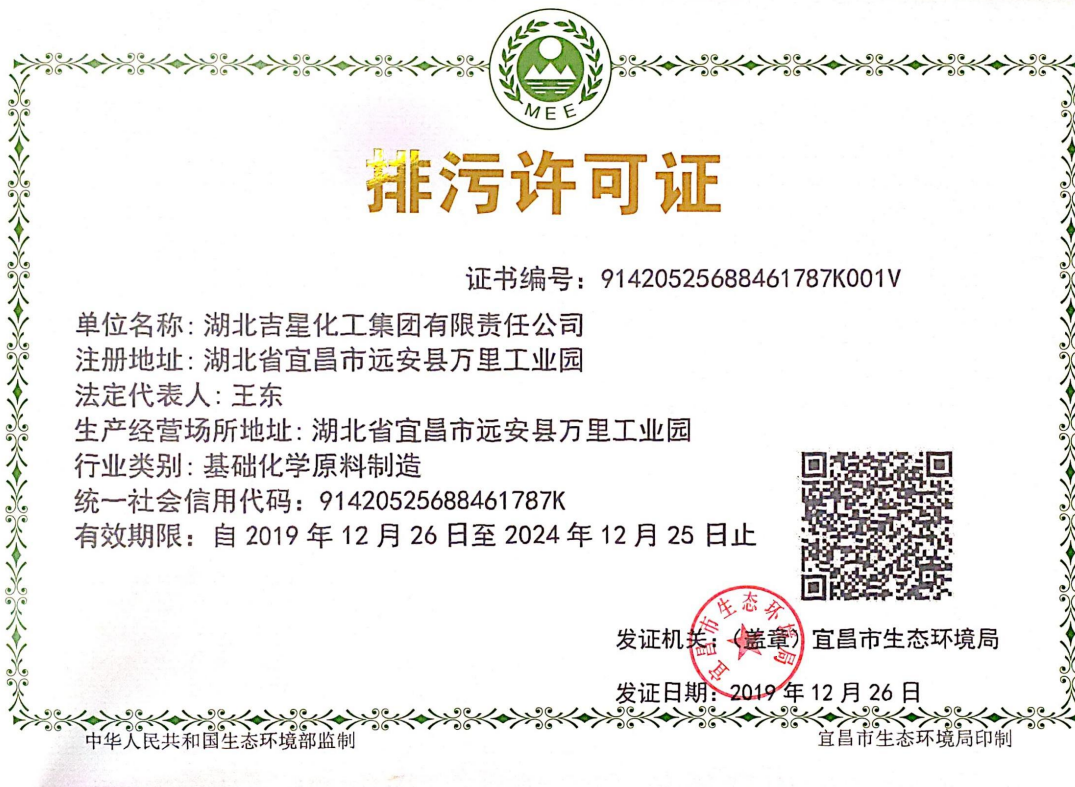 MEE
排污许可证
证书编号：91420525688461787K001V
单位名称：湖北吉星化工集团有限责任公司
注册地址：湖北省宜昌市远安县万里工业园
法定代表人：王东
生产经营场所地址：湖北省宜昌市远安县万里工业园
行业类别：基础化学原料制造
统一社会信用代码：91420525688461787K
有效期限：自 2019 年 12 月 26 日至 2024 年 12 月 25 日止
宜昌市生态环境局
发证机关：（盖章）宜昌市生态环境局
发证日期：2019 年 12 月 26 日
中华人民共和国生态环境部监制
宜昌市生态环境局印制